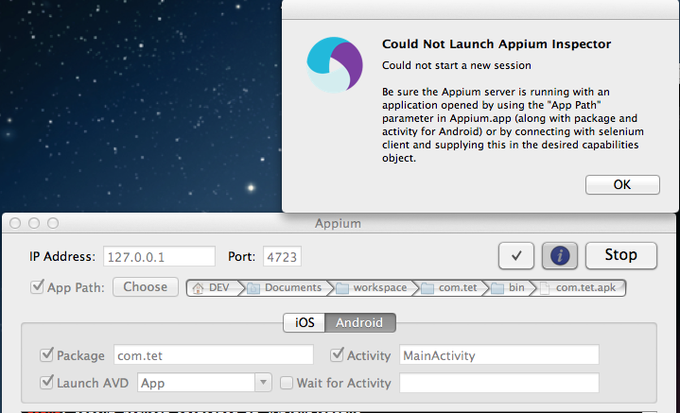 Could Not Launch Appium Inspector
Could not start a new session
Be sure the Appium server is running with an
application opened by using the "App Path"
parameter in Appium.app (along with package and
activity for Android) or by connecting with selenium
client and supplying this in the desired capabilities
object.
OK
Appium
IP Address: 127.0.0.1 Port: 4723 Stop
App Path: Choose DEV Documents workspace com.tet bin com.tet.apk
iOS Android
Package com.tet Activity MainActivity
Launch AVD App Wait for Activity